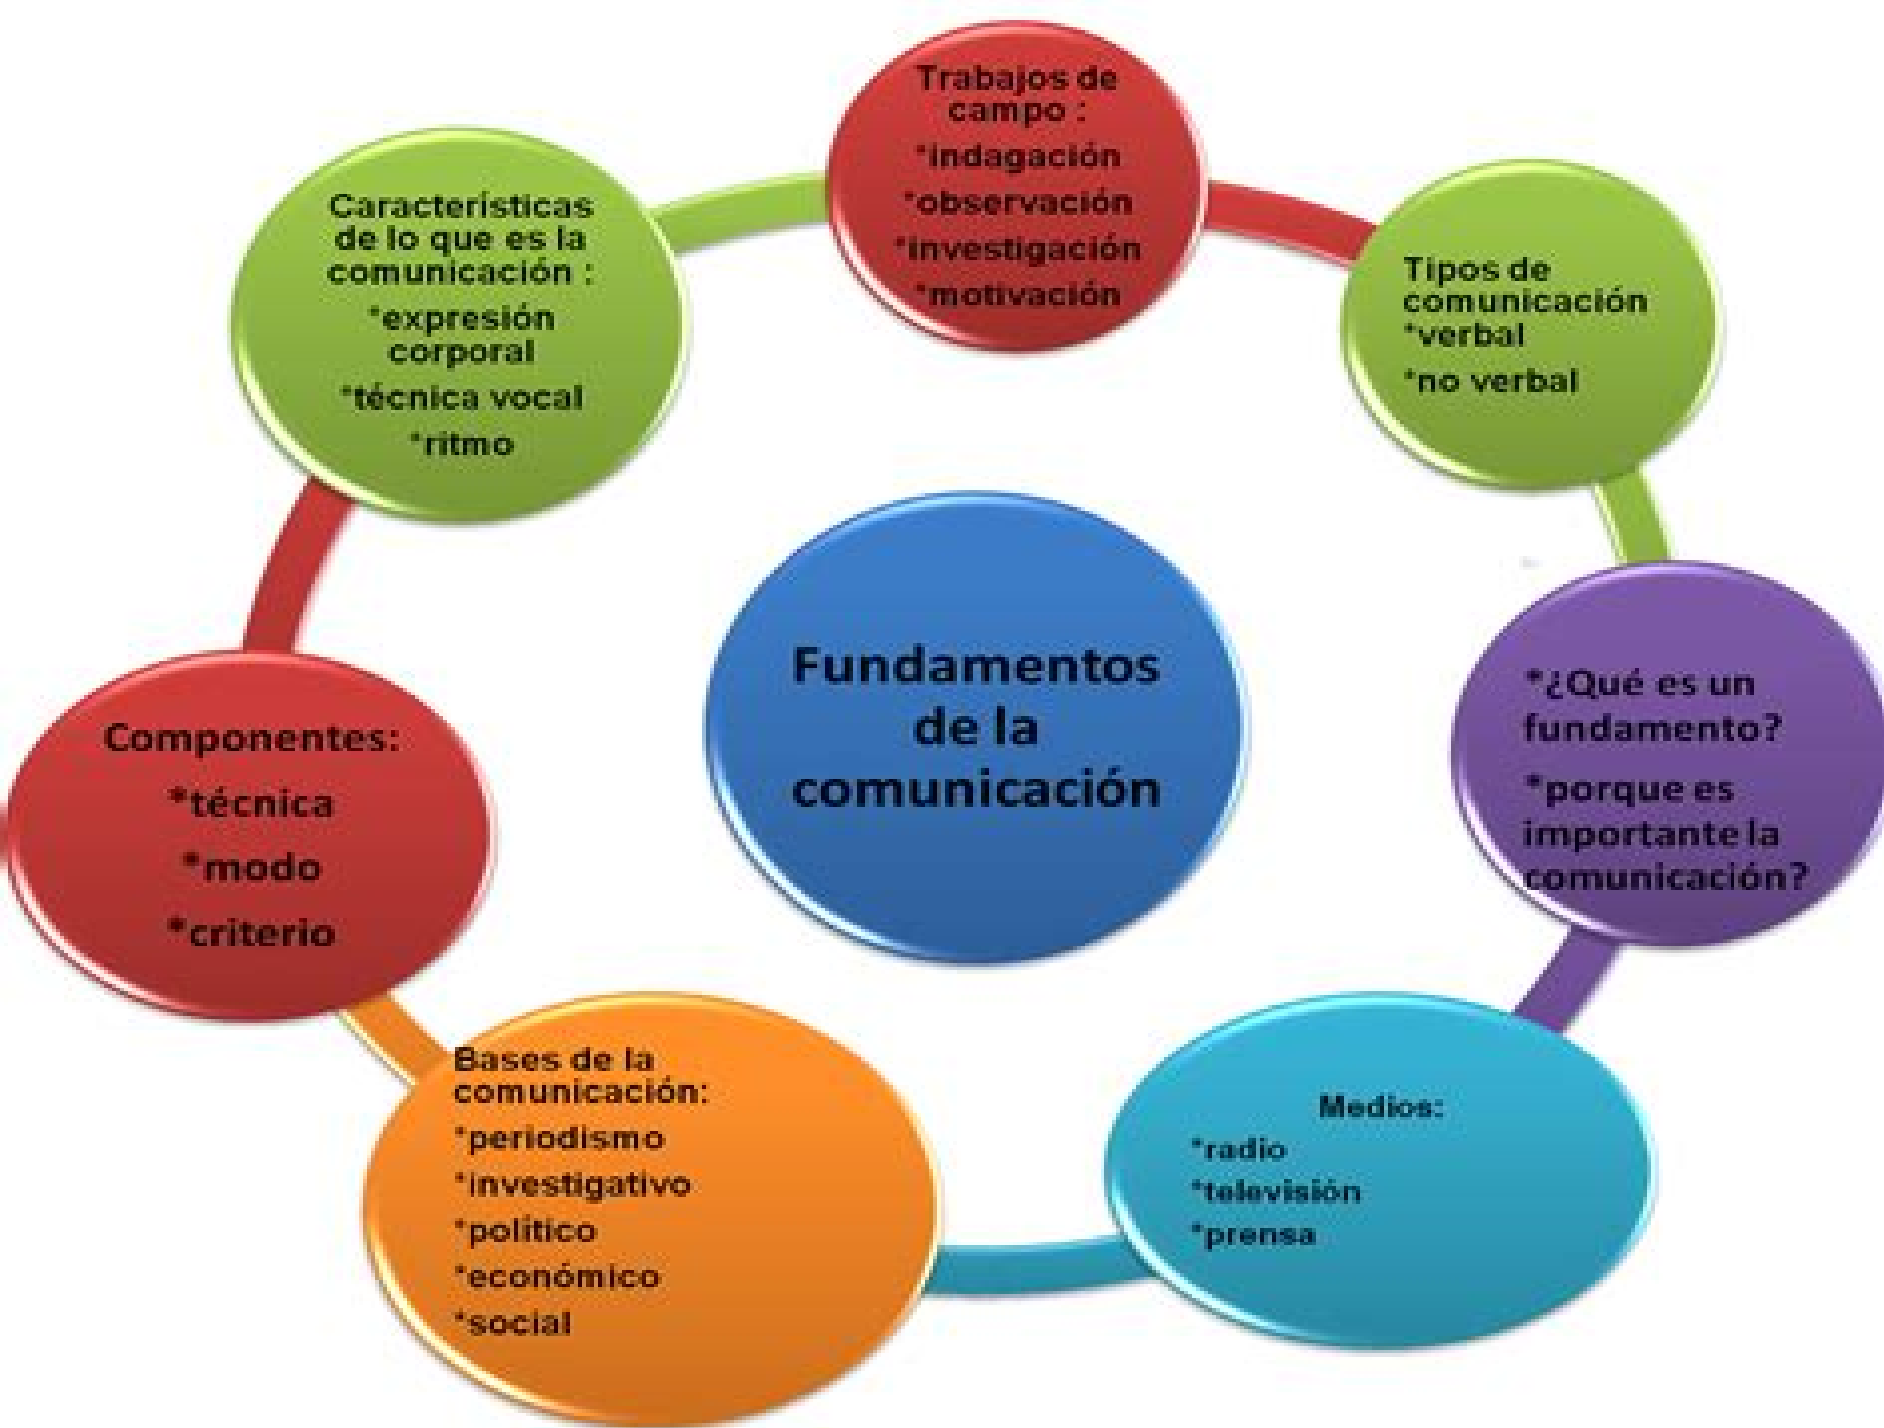 Trabajos de
campo :
*indagación
*observación
*investigación
*motivación
Tipos de
comunicación
*verbal
*no verbal
*¿Qué es un
fundamento?
*porque es
importante la
comunicación?
Medios:
*radio
*televisión
*prensa
Bases de la
comunicación:
*periodismo
*investigativo
*político
*económico
*social
Componentes:
*técnica
*modo
*criterio
Características
de lo que es la
comunicación :
*expresión
corporal
*técnica vocal
*ritmo
Fundamentos
de la
comunicación